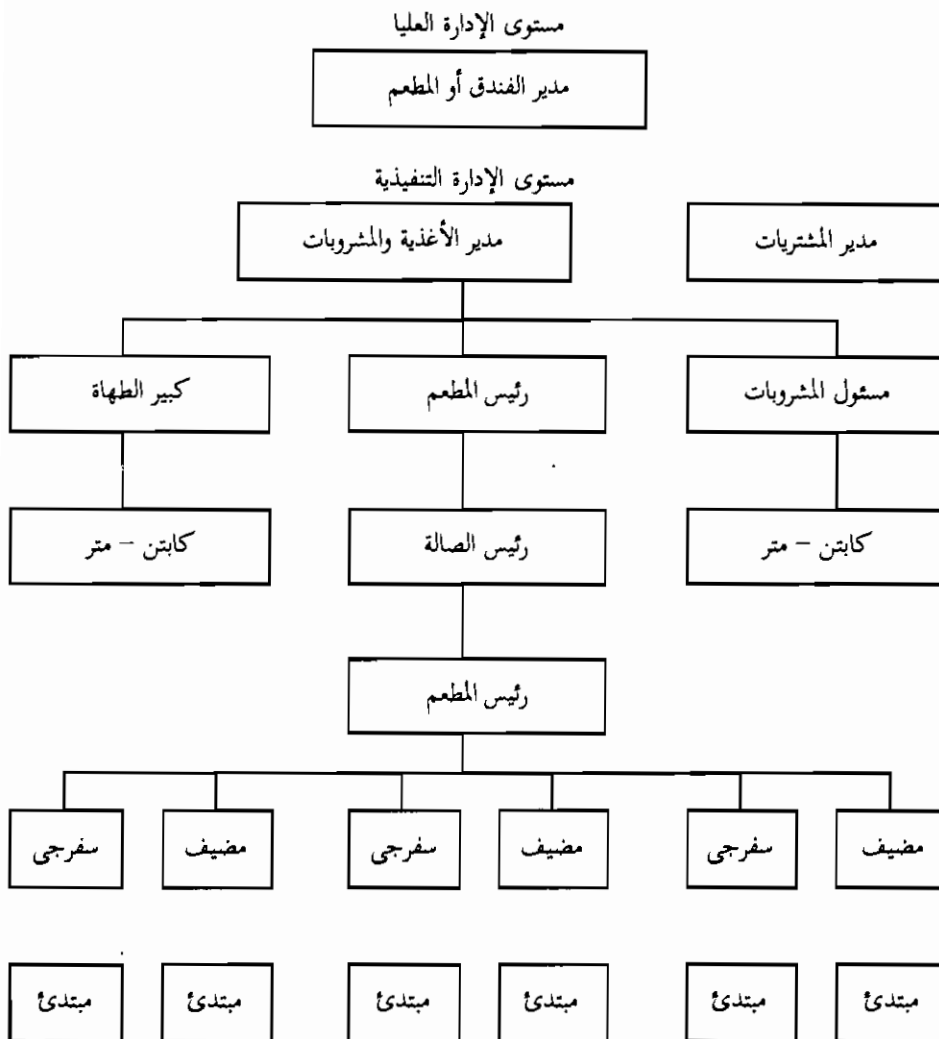 مستوى الإدارة العليا
مدير الفندق أو المطعم
مستوى الإدارة التنفيذية
مدير المشتريات
مدير الأغذية والمشروبات
مسئول المشروبات
رئيس المطعم
كبير الطهاة
كابتن – متر
رئيس الصالة
كابتن – متر
رئيس المطعم
مضيف
سفرجى
مضيف
سفرجى
مضيف
سفرجى
مبتدئ
مبتدئ
مبتدئ
مبتدئ
مبتدئ
مبتدئ